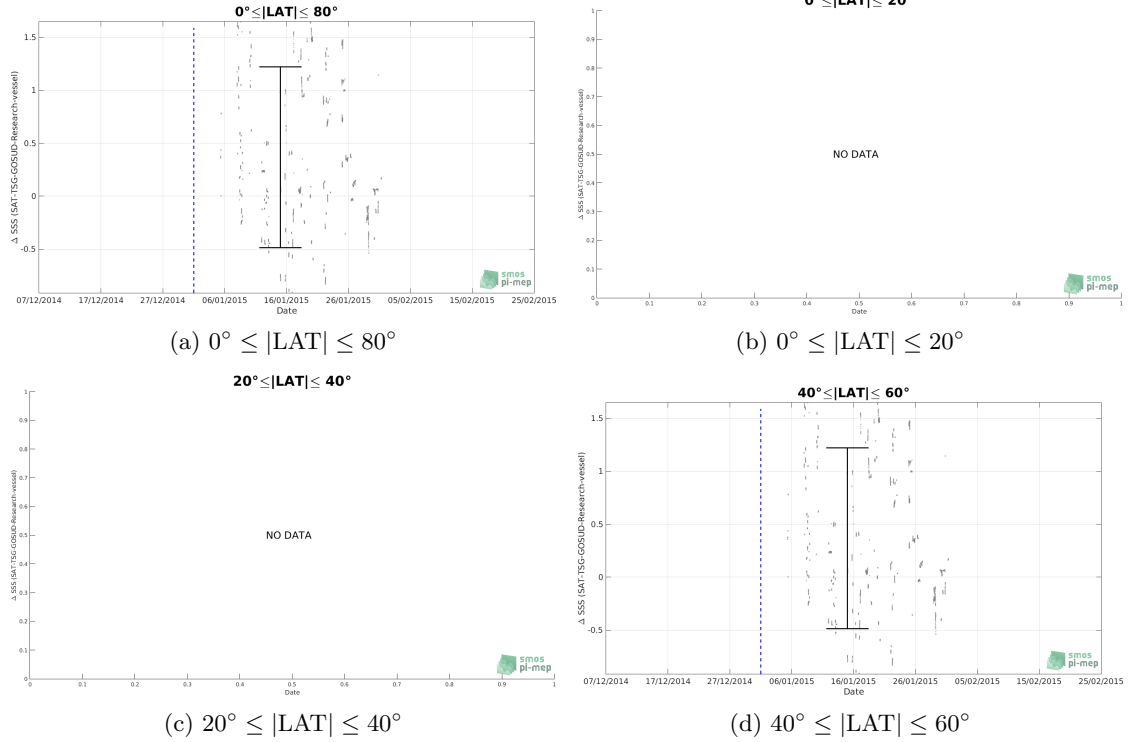 0°≤|LAT|≤ 80°
Δ SSS (SAT-TSG-GOSUD-Research-vessel)
1.5
1
0.5
0
-0.5
07/12/2014 17/12/2014 27/12/2014 06/01/2015 16/01/2015 26/01/2015 05/02/2015 15/02/2015 25/02/2015
Date
smos
pi-mep
(a) 0° ≤ |LAT| ≤ 80°
0°≤|LAT|≤ 20°
Δ SSS (SAT-TSG-GOSUD-Research-vessel)
1
0.9
0.8
0.7
0.6
0.5
0.4
0.3
0.2
0.1
0
NO DATA
0 0.1 0.2 0.3 0.4 0.5 0.6 0.7 0.8 0.9 1
Date
smos
pi-mep
(b) 0° ≤ |LAT| ≤ 20°
20°≤|LAT|≤ 40°
Δ SSS (SAT-TSG-GOSUD-Research-vessel)
1
0.9
0.8
0.7
0.6
0.5
0.4
0.3
0.2
0.1
0
NO DATA
0 0.1 0.2 0.3 0.4 0.5 0.6 0.7 0.8 0.9 1
Date
smos
pi-mep
(c) 20° ≤ |LAT| ≤ 40°
40°≤|LAT|≤ 60°
Δ SSS (SAT-TSG-GOSUD-Research-vessel)
1.5
1
0.5
0
-0.5
07/12/2014 17/12/2014 27/12/2014 06/01/2015 16/01/2015 26/01/2015 05/02/2015 15/02/2015 25/02/2015
Date
smos
pi-mep
(d) 40° ≤ |LAT| ≤ 60°